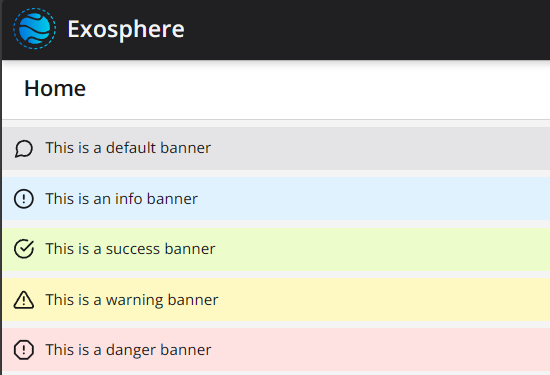 Exosphere
Home
This is a default banner
This is an info banner
This is a success banner
This is a warning banner
This is a danger banner